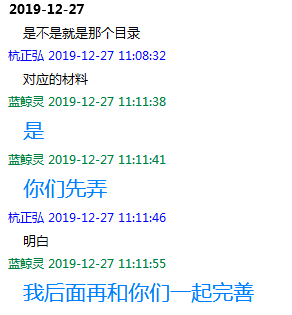 2019-12-27
是不是就是那个目录
杭正弘 2019-12-27 11:08:32
对应的材料
蓝鲸灵 2019-12-27 11:11:38
是
蓝鲸灵 2019-12-27 11:11:41
你们先弄
杭正弘 2019-12-27 11:11:46
明白
蓝鲸灵 2019-12-27 11:11:55
我后面再和你们一起完善